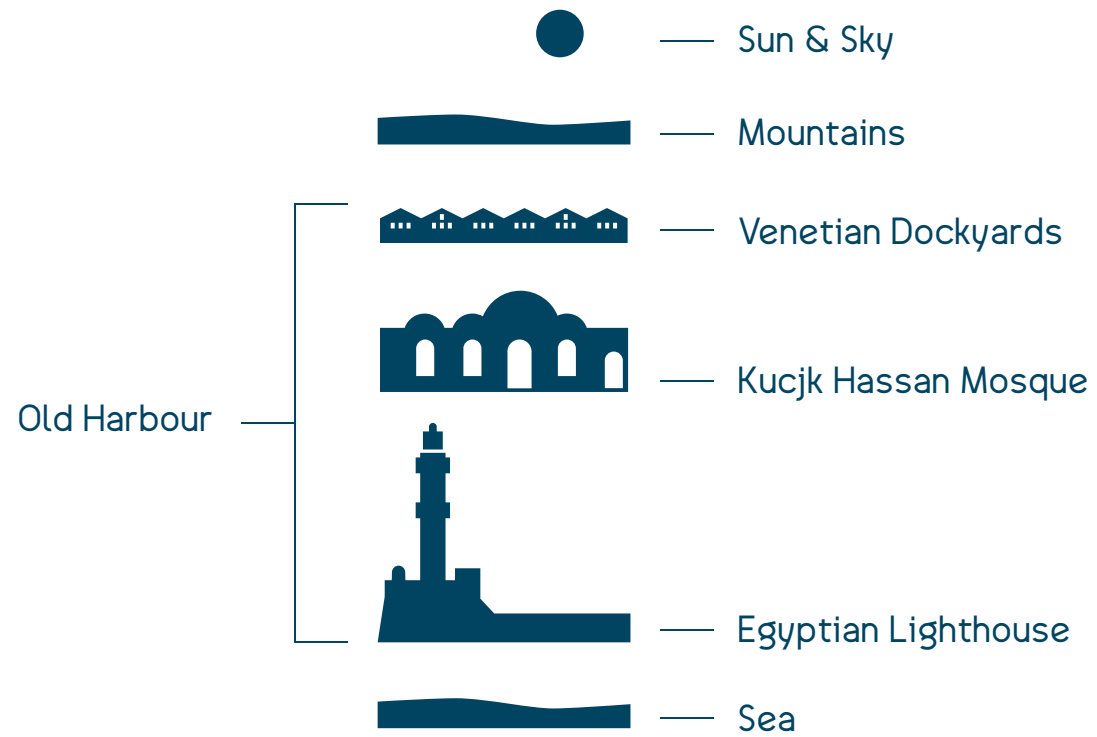 Sun & Sky
Mountains
Venetian Dockyards
Kucjk Hassan Mosque
Old Harbour
Egyptian Lighthouse
Sea